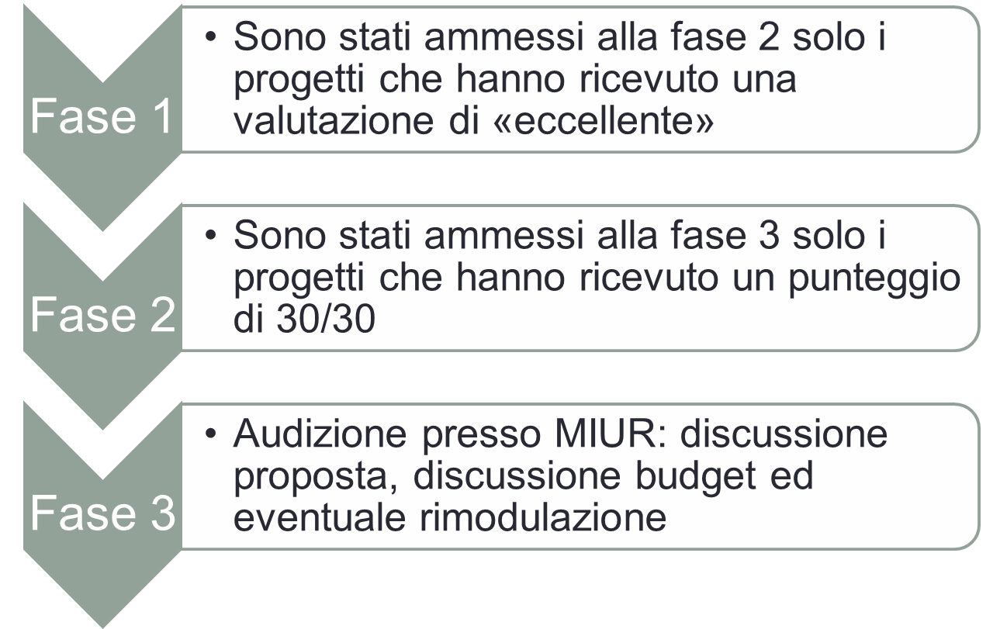 Fase 1
• Sono stati ammessi alla fase 2 solo i
progetti che hanno ricevuto una
valutazione di «eccellente»
Fase 2
• Sono stati ammessi alla fase 3 solo i
progetti che hanno ricevuto un punteggio
di 30/30
Fase 3
• Audizione presso MIUR: discussione
proposta, discussione budget ed
eventuale rimodulazione